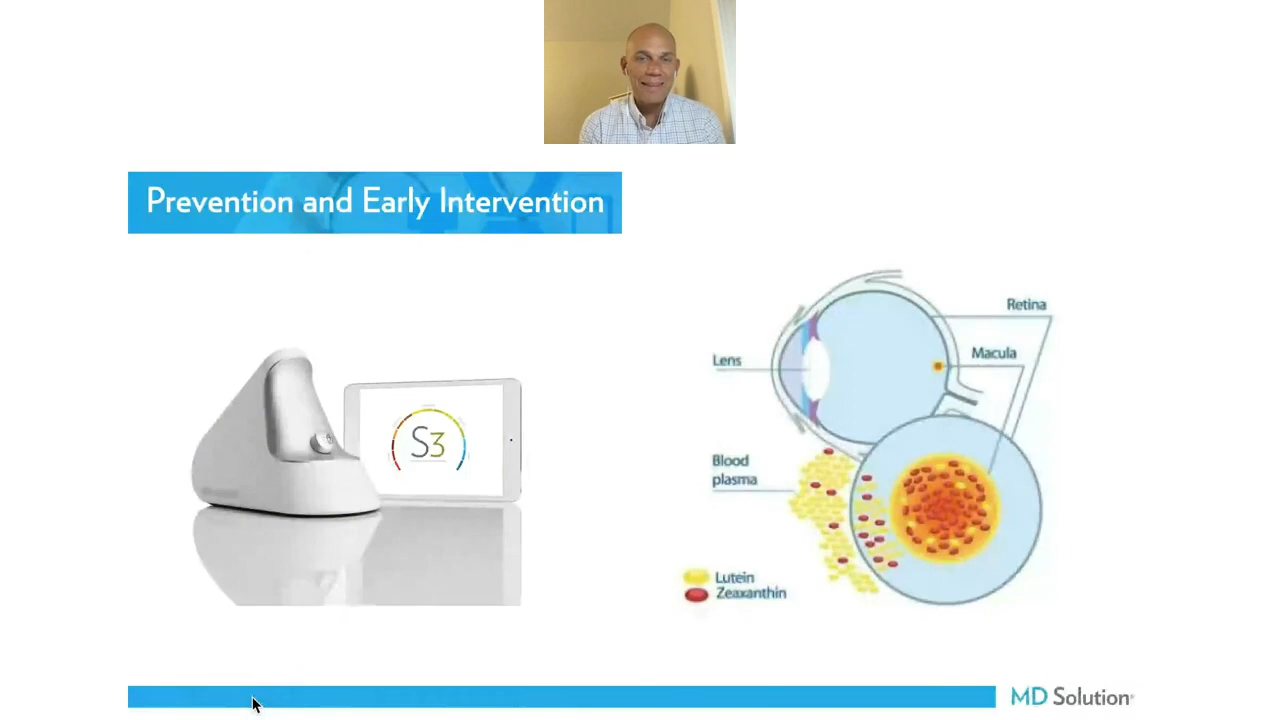 Prevention and Early Intervention
S3
Retina
Macula
Lens
Blood
plasma
Lutein
Zeaxanthin
MD Solution